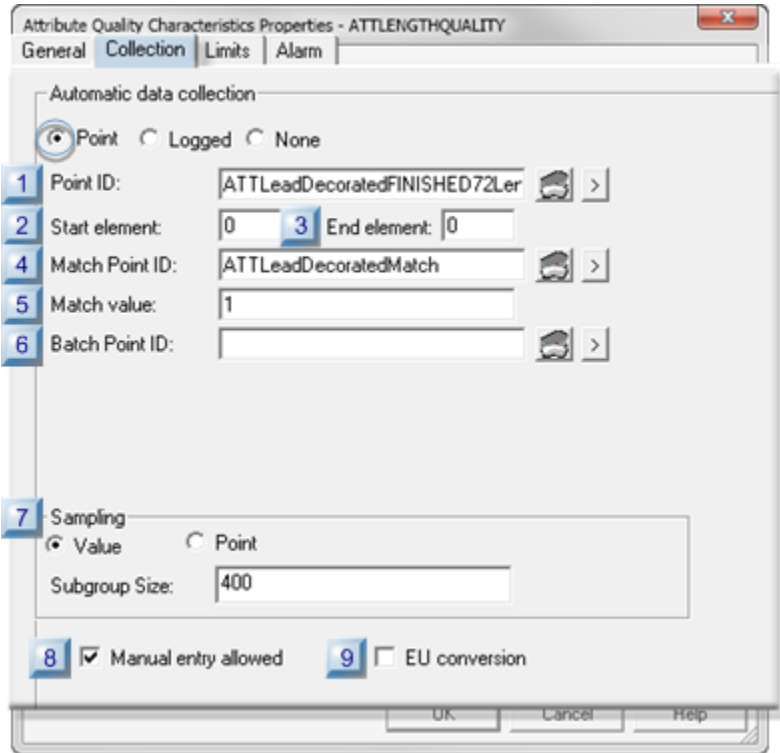 Attribute Quality Characteristics Properties - ATTLENGTHQUALITY
General Collection Limits Alarm
Automatic data collection
Point Logged None
1 Point ID: ATTLeadDecoratedFINISHED72Ler >
2 Start element: 0 3 End element: 0
4 Match Point ID: ATTLeadDecoratedMatch >
5 Match value: 1
6 Batch Point ID: >
7 Sampling
Value Point
Subgroup Size: 400
8 Manual entry allowed 9 EU conversion
OK Cancel Help